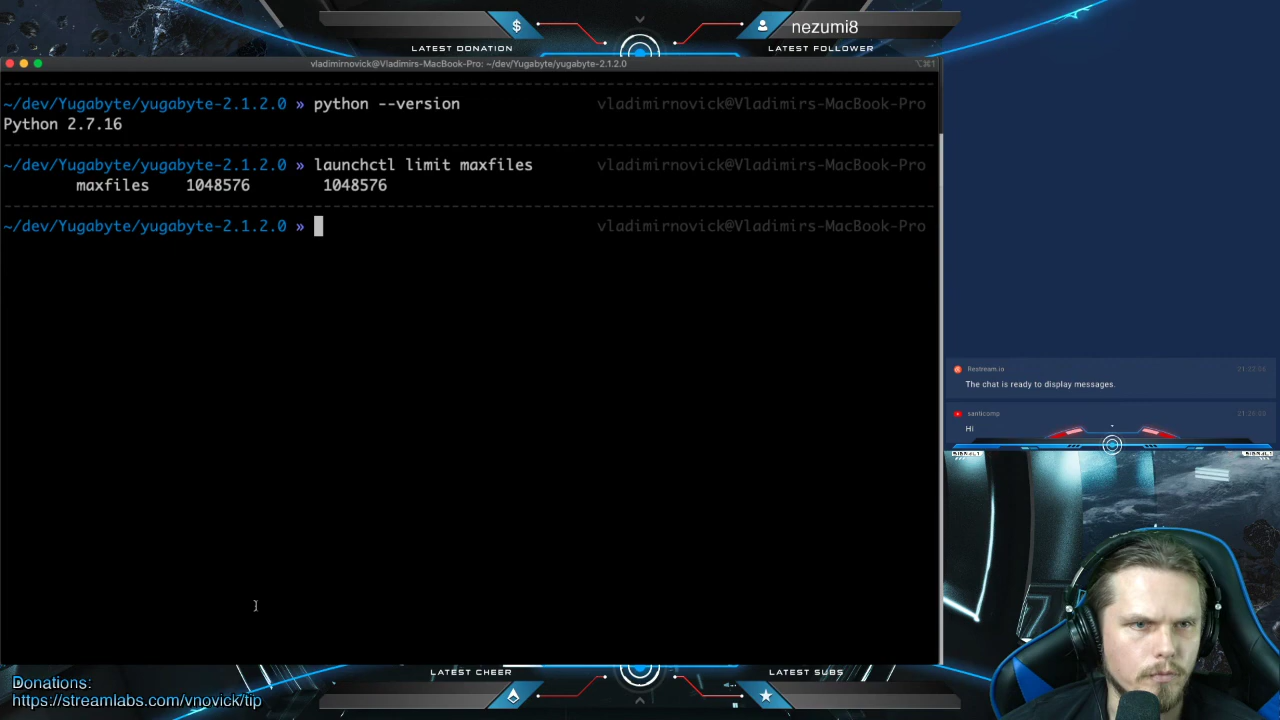 $
nezumi8
LATEST DONATION
LATEST FOLLOWER
vladimirnovick@Vladimirs-MacBook-Pro: ~/dev/Yugabyte/yugabyte-2.1.2.0
⌥⌘1
~/dev/Yugabyte/yugabyte-2.1.2.0 » python --version vladimirnovick@Vladimirs-MacBook-Pro
Python 2.7.16
~/dev/Yugabyte/yugabyte-2.1.2.0 » launchctl limit maxfiles vladimirnovick@Vladimirs-MacBook-Pro
maxfiles 1048576 1048576
~/dev/Yugabyte/yugabyte-2.1.2.0 » vladimirnovick@Vladimirs-MacBook-Pro
Restream.io
The chat is ready to display messages.
santicomp
Hi
LATEST CHEER
LATEST SUBS
Donations:
https://streamlabs.com/vnovick/tip